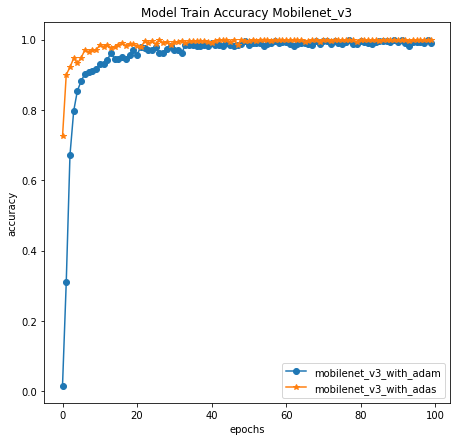 Model Train Accuracy Mobilenet_v3
1.0
0.8
0.6
0.4
0.2
0.0
accuracy
mobilenet_v3_with_adam
mobilenet_v3_with_adas
0
20
40
60
80
100
epochs